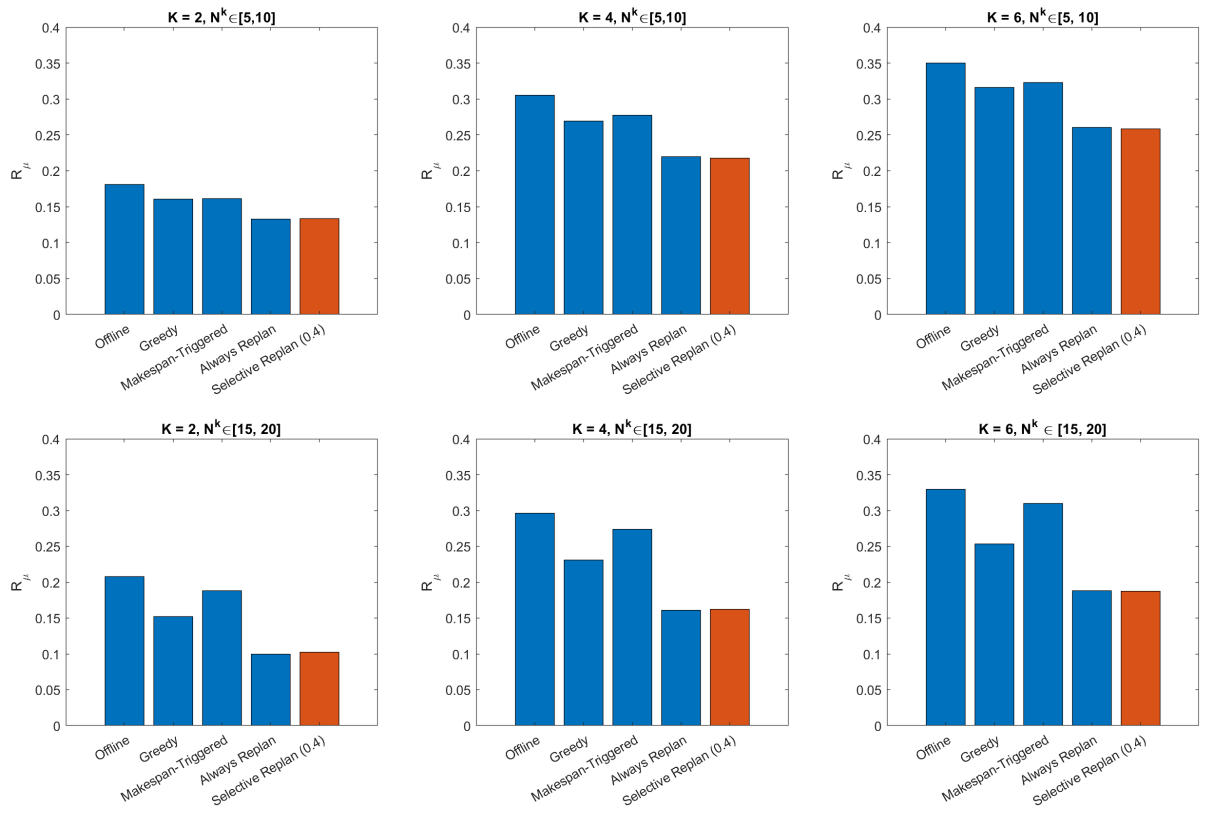 K = 2, N^k∈[5,10]
0.4
0.35
0.3
0.25
0.2
0.15
0.1
0.05
0
R_μ
Offline
Greedy
Makespan-Triggered
Always Replan
Selective Replan (0.4)
K = 4, N^k∈[5,10]
0.4
0.35
0.3
0.25
0.2
0.15
0.1
0.05
0
R_μ
Offline
Greedy
Makespan-Triggered
Always Replan
Selective Replan (0.4)
K = 6, N^k∈[5, 10]
0.4
0.35
0.3
0.25
0.2
0.15
0.1
0.05
0
R_μ
Offline
Greedy
Makespan-Triggered
Always Replan
Selective Replan (0.4)
K = 2, N^k∈[15, 20]
0.4
0.35
0.3
0.25
0.2
0.15
0.1
0.05
0
R_μ
Offline
Greedy
Makespan-Triggered
Always Replan
Selective Replan (0.4)
K = 4, N^k∈[15, 20]
0.4
0.35
0.3
0.25
0.2
0.15
0.1
0.05
0
R_μ
Offline
Greedy
Makespan-Triggered
Always Replan
Selective Replan (0.4)
K = 6, N^k ∈ [15, 20]
0.4
0.35
0.3
0.25
0.2
0.15
0.1
0.05
0
R_μ
Offline
Greedy
Makespan-Triggered
Always Replan
Selective Replan (0.4)